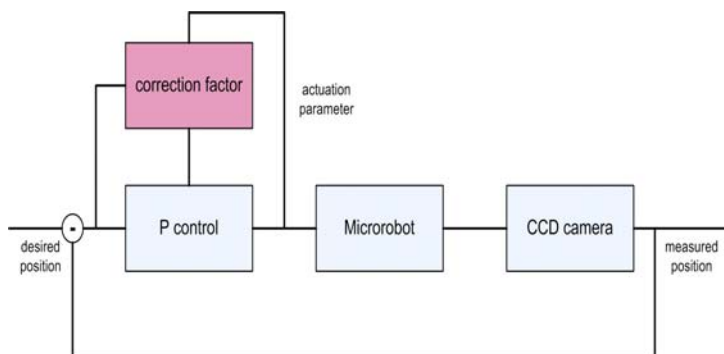 correction factor
actuation
parameter
-
P control
Microrobot
CCD camera
desired
position
measured
position